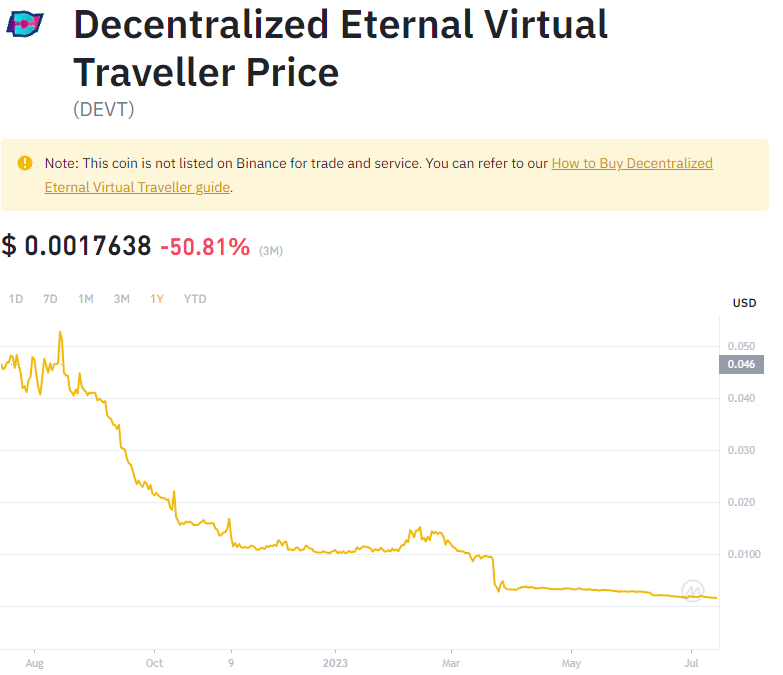 Decentralized Eternal Virtual
Traveller Price
(DEVT)
Note: This coin is not listed on Binance for trade and service. You can refer to our How to Buy Decentralized
Eternal Virtual Traveller guide.
$ 0.0017638 -50.81% (3M)
1D 7D 1M 3M 1Y YTD
USD
0.050
0.046
0.040
0.030
0.020
0.0100
Aug Oct 9 2023 Mar May Jul